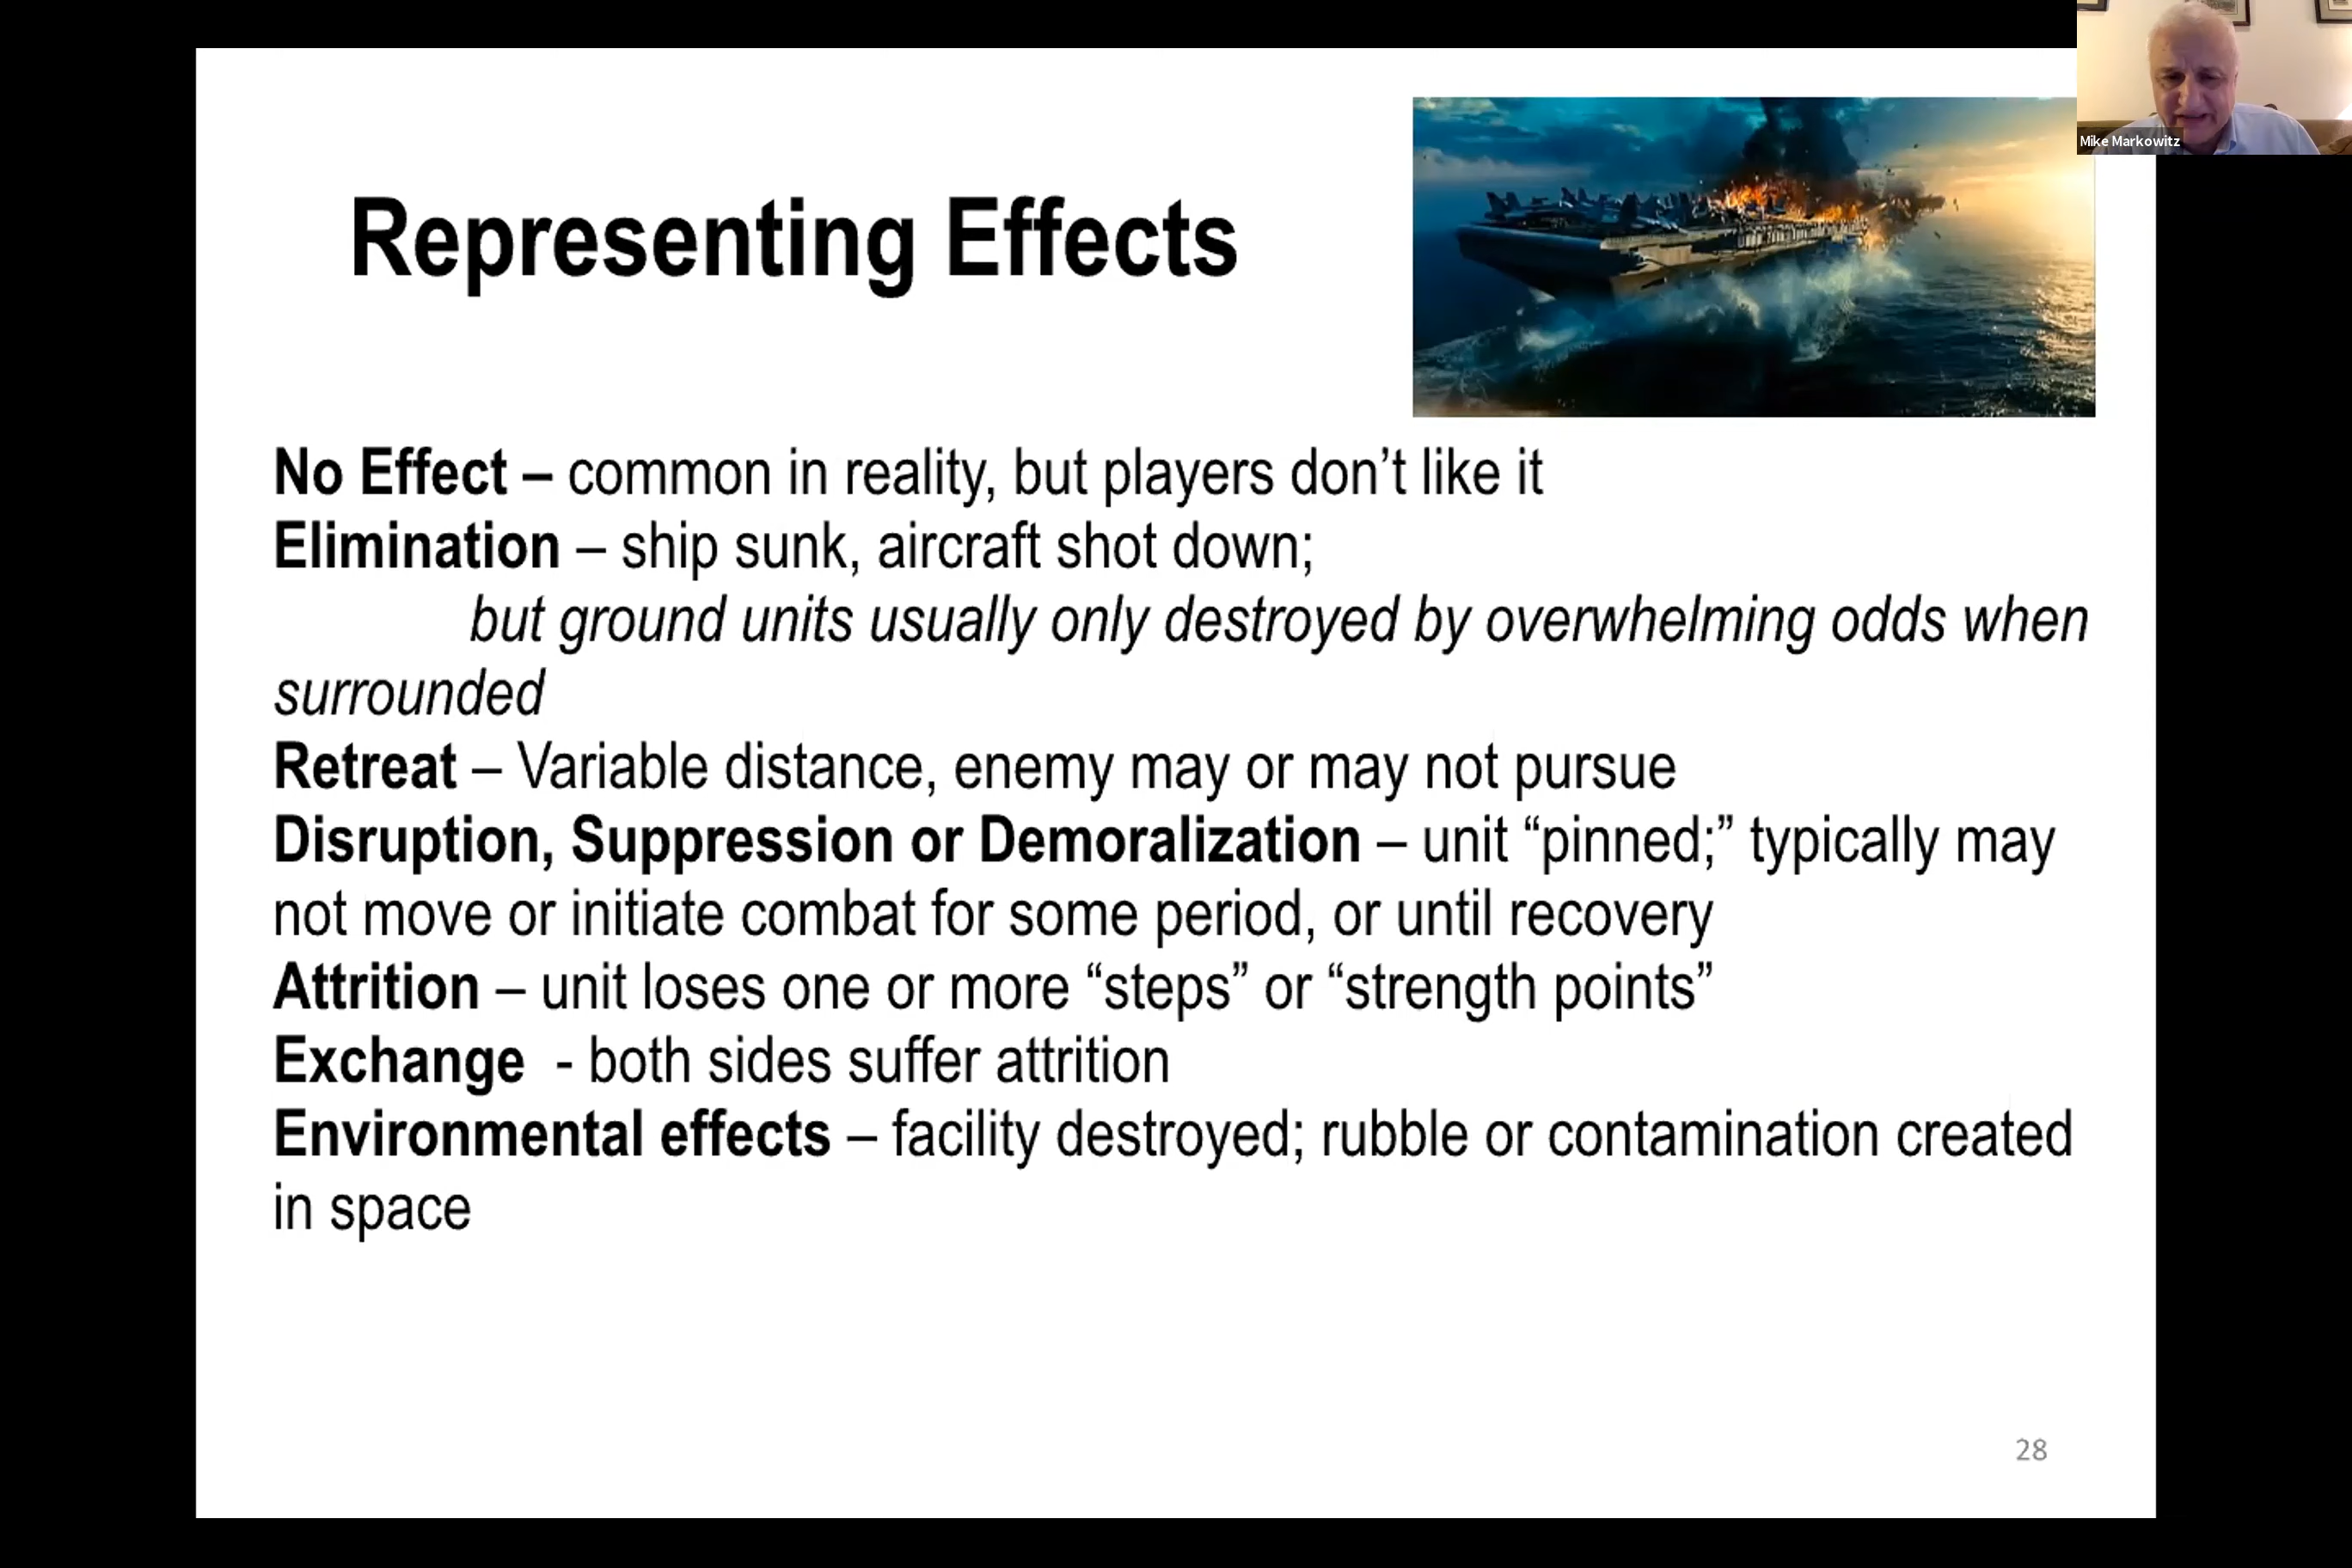 Mike Markowitz
Representing Effects
No Effect – common in reality, but players don’t like it
Elimination – ship sunk, aircraft shot down;
but ground units usually only destroyed by overwhelming odds when
surrounded
Retreat – Variable distance, enemy may or may not pursue
Disruption, Suppression or Demoralization – unit “pinned;” typically may
not move or initiate combat for some period, or until recovery
Attrition – unit loses one or more “steps” or “strength points”
Exchange  - both sides suffer attrition
Environmental effects – facility destroyed; rubble or contamination created
in space
28